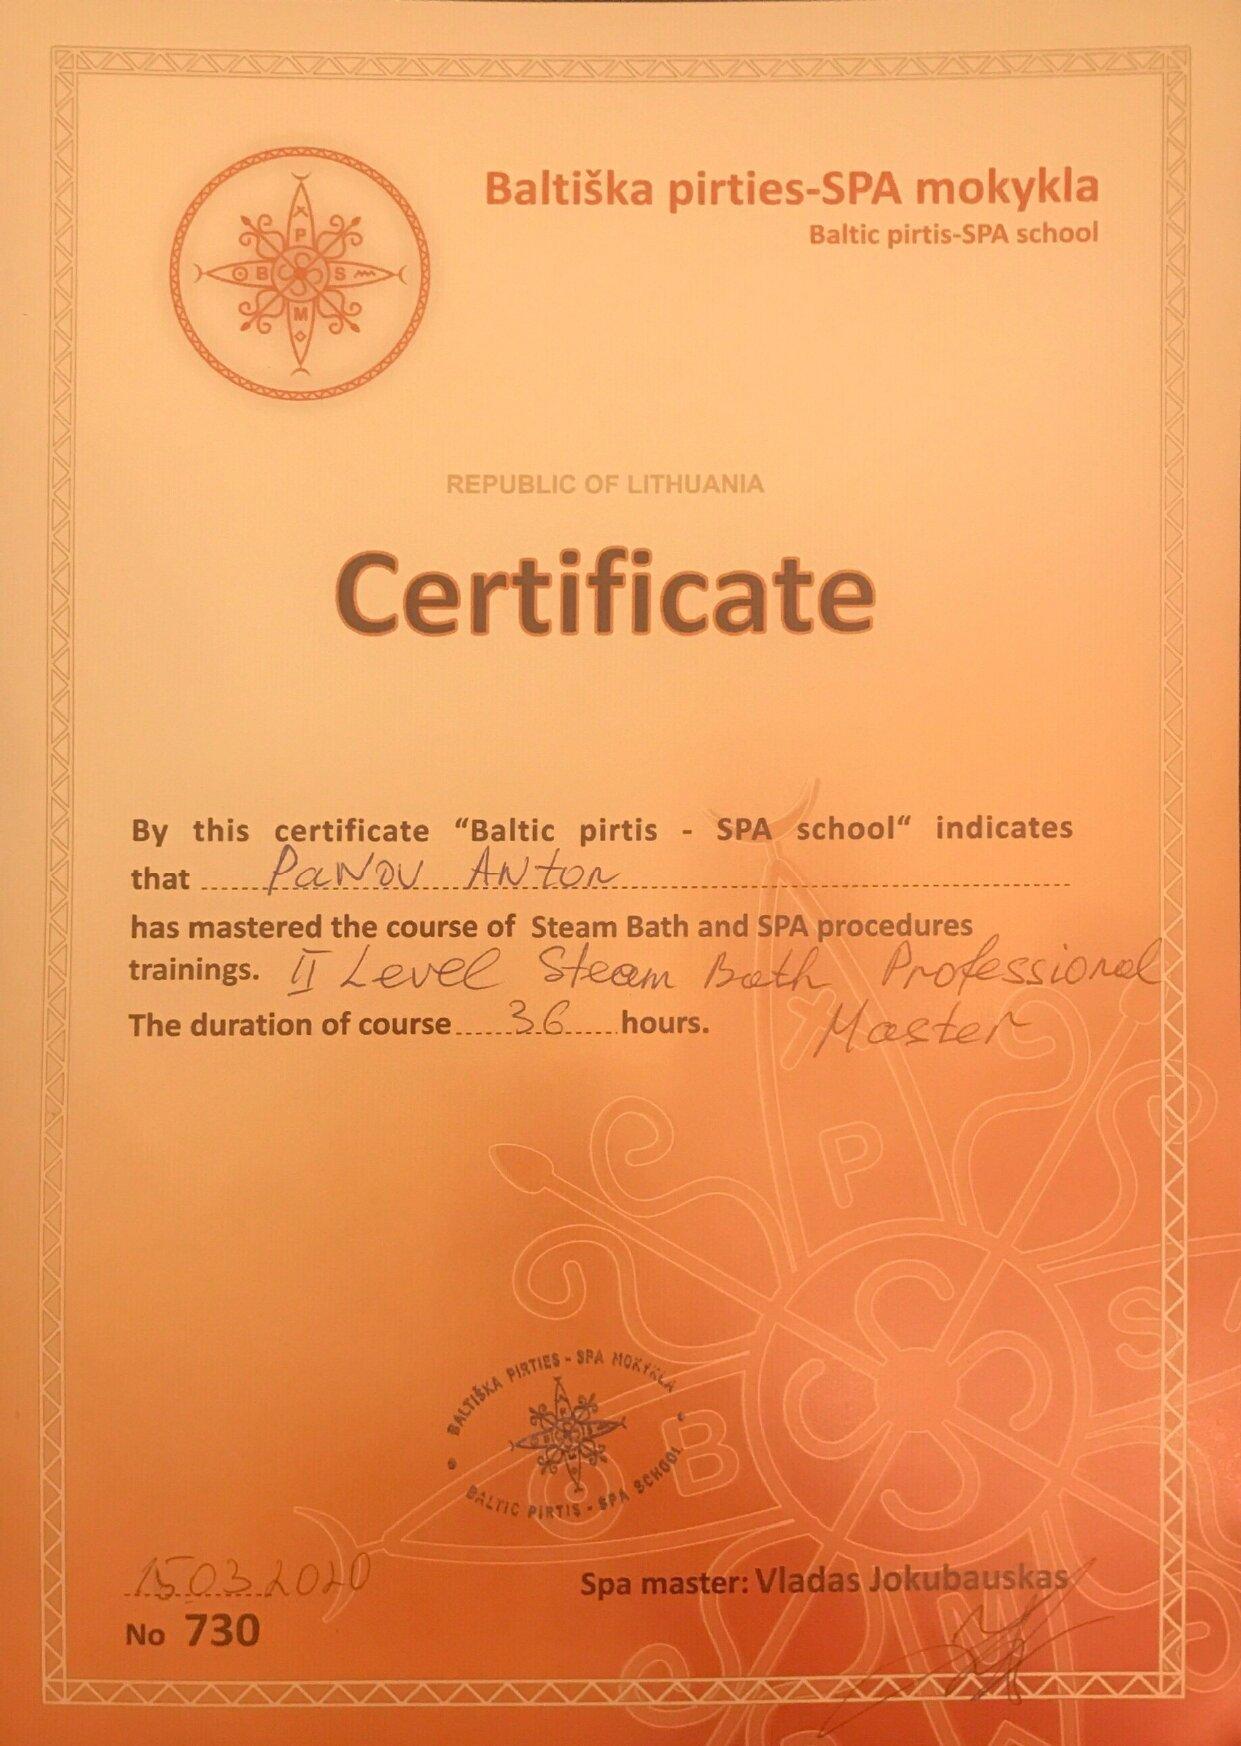 Baltiška pirties-SPA mokykla
Baltic pirtis-SPA school
X
P
B S
M
REPUBLIC OF LITHUANIA
Certificate
By this certificate “Baltic pirtis - SPA school“ indicates
that PaNOV ANton
has mastered the course of Steam Bath and SPA procedures
trainings. II Level Steam Bath Professional
The duration of course 36 hours. Master
P
S
B
M
BALTIŠKA PIRTIES - SPA MOKYKLA
BALTIC PIRTIS - SPA SCHOOL
15.03.2020
Spa master: Vladas Jokubauskas
No 730